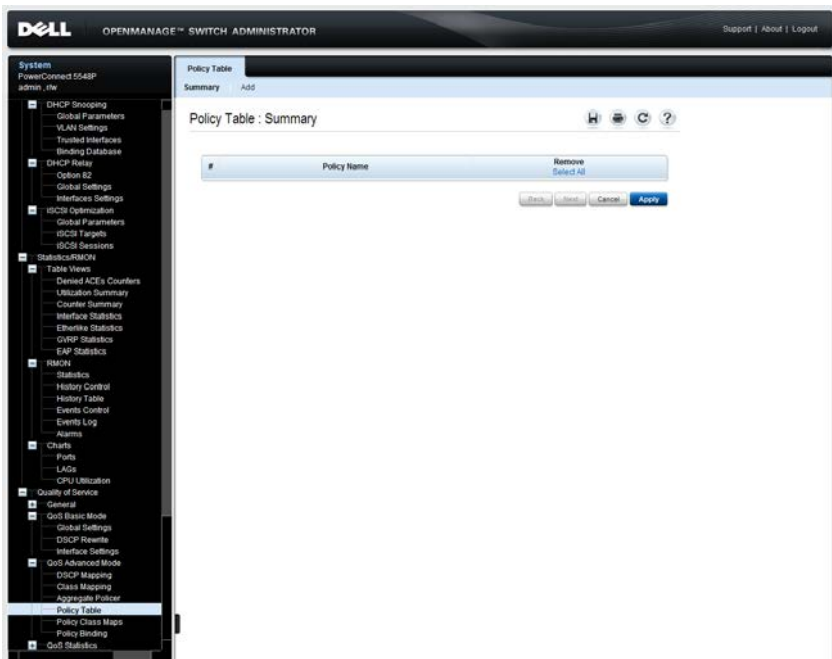 DELL
OPENMANAGE™ SWITCH ADMINISTRATOR
Support | About | Logout
System
PowerConnect 5548P
admin , r/w
DHCP Snooping
Global Parameters
VLAN Settings
Trusted Interfaces
Binding Database
DHCP Relay
Option 82
Global Settings
Interfaces Settings
iSCSI Optimization
Global Parameters
iSCSI Targets
iSCSI Sessions
Statistics/RMON
Table Views
Denied ACEs Counters
Utilization Summary
Counter Summary
Interface Statistics
Etherlike Statistics
GVRP Statistics
EAP Statistics
RMON
Statistics
History Control
History Table
Events Control
Events Log
Alarms
Charts
Ports
LAGs
CPU Utilization
Quality of Service
General
QoS Basic Mode
Global Settings
DSCP Rewrite
Interface Settings
QoS Advanced Mode
DSCP Mapping
Class Mapping
Aggregate Policer
Policy Table
Policy Class Maps
Policy Binding
QoS Statistics
Policy Table
Summary Add
Policy Table : Summary
?
# Policy Name Remove
Select All
Back Next Cancel Apply